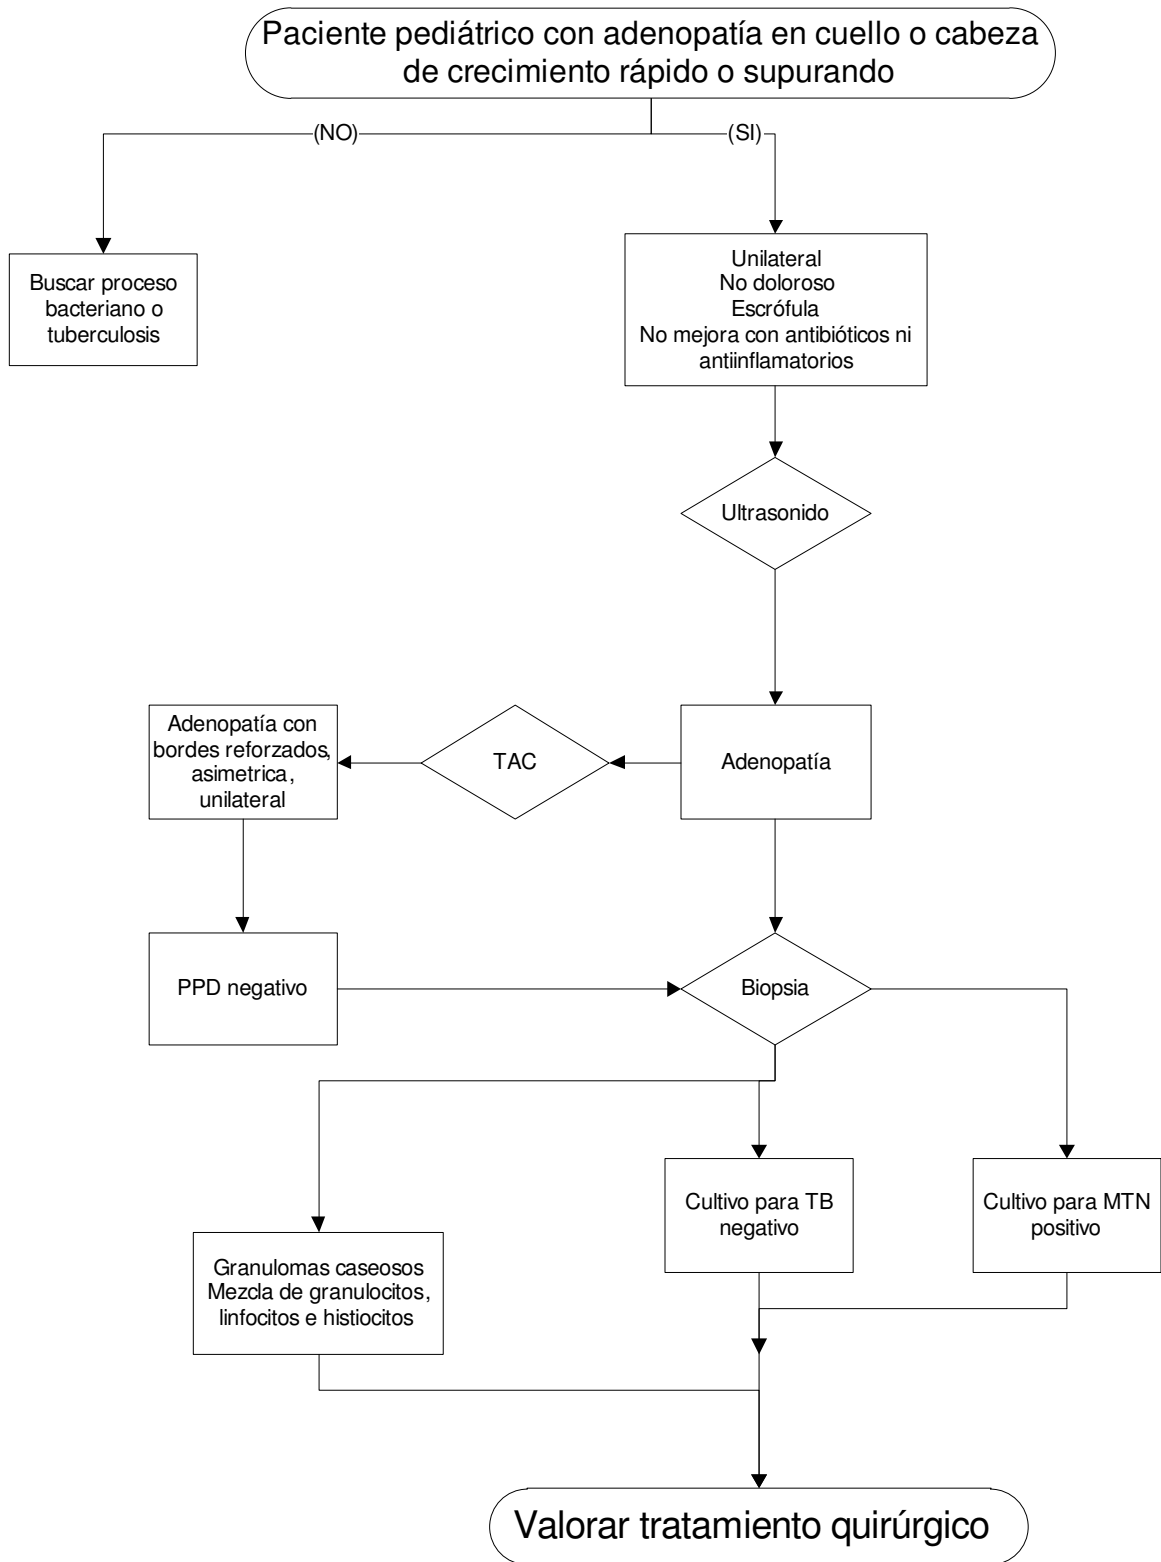 Paciente pediátrico con adenopatía en cuello o cabeza
de crecimiento rápido o supurando
(NO)
(SI)
Buscar proceso
bacteriano o
tuberculosis
Unilateral
No doloroso
Escrófula
No mejora con antibióticos ni
antiinflamatorios
Ultrasonido
Adenopatía con
bordes reforzados,
asimetrica,
unilateral
TAC
Adenopatía
PPD negativo
Biopsia
Cultivo para TB
negativo
Cultivo para MTN
positivo
Granulomas caseosos
Mezcla de granulocitos,
linfocitos e histiocitos
Valorar tratamiento quirúrgico